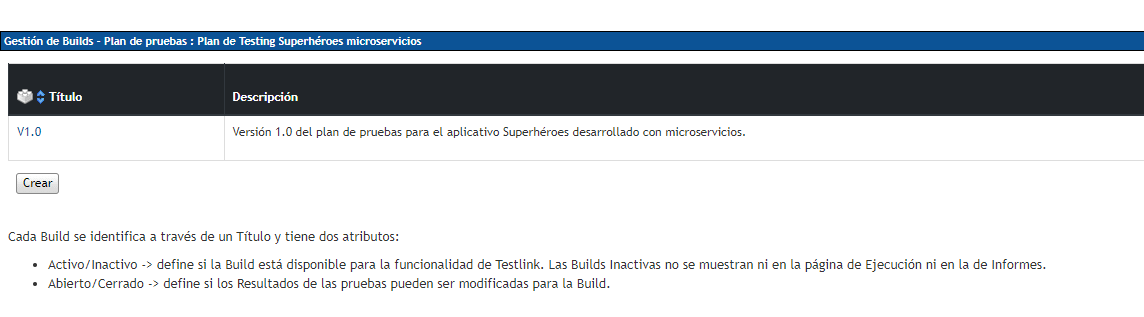 Gestión de Builds - Plan de pruebas : Plan de Testing Superhéroes microservicios
Título Descripción
V1.0 Versión 1.0 del plan de pruebas para el aplicativo Superhéroes desarrollado con microservicios.
Crear
Cada Build se identifica a través de un Título y tiene dos atributos:
• Activo/Inactivo -> define si la Build está disponible para la funcionalidad de Testlink. Las Builds Inactivas no se muestran ni en la página de Ejecución ni en la de Informes.
• Abierto/Cerrado -> define si los Resultados de las pruebas pueden ser modificadas para la Build.